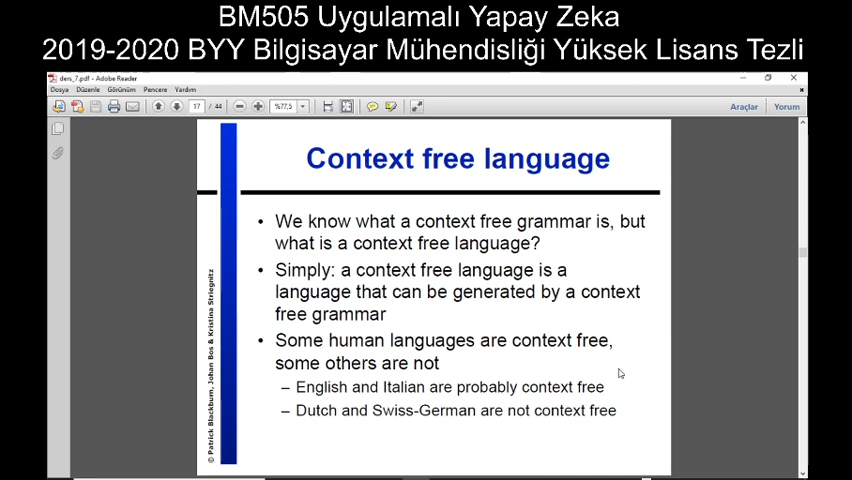 BM505 Uygulamalı Yapay Zeka
2019-2020 BYY Bilgisayar Mühendisliği Yüksek Lisans Tezli
ders_7.pdf - Adobe Reader
Dosya Düzenle Görünüm Pencere Yardım
17 / 44 %77,5 Araçlar Yorum
Context free language
• We know what a context free grammar is, but
what is a context free language?
• Simply: a context free language is a
language that can be generated by a context
free grammar
• Some human languages are context free,
some others are not
– English and Italian are probably context free
– Dutch and Swiss-German are not context free
© Patrick Blackburn, Johan Bos & Kristina Striegnitz